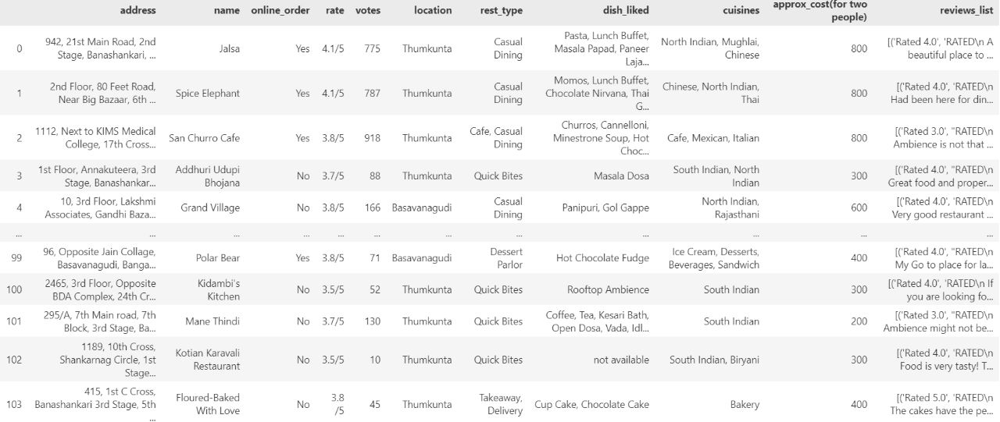 address name online_order rate votes location rest_type dish_liked cuisines approx_cost(for two people) reviews_list
0 942, 21st Main Road, 2nd Stage, Banashankari, ... Jalsa Yes 4.1/5 775 Thumkunta Casual Dining Pasta, Lunch Buffet, Masala Papad, Paneer Laja... North Indian, Mughlai, Chinese 800 [('Rated 4.0', 'RATED\n A beautiful place to ...
1 2nd Floor, 80 Feet Road, Near Big Bazaar, 6th ... Spice Elephant Yes 4.1/5 787 Thumkunta Casual Dining Momos, Lunch Buffet, Chocolate Nirvana, Thai G... Chinese, North Indian, Thai 800 [('Rated 4.0', 'RATED\n Had been here for din...
2 1112, Next to KIMS Medical College, 17th Cross... San Churro Cafe Yes 3.8/5 918 Thumkunta Cafe, Casual Dining Churros, Cannelloni, Minestrone Soup, Hot Choc... Cafe, Mexican, Italian 800 [('Rated 3.0', "RATED\n Ambience is not that ...
3 1st Floor, Annakuteera, 3rd Stage, Banashankar... Addhuri Udupi Bhojana No 3.7/5 88 Thumkunta Quick Bites Masala Dosa South Indian, North Indian 300 [('Rated 4.0', "RATED\n Great food and proper...
4 10, 3rd Floor, Lakshmi Associates, Gandhi Baza... Grand Village No 3.8/5 166 Basavanagudi Casual Dining Panipuri, Gol Gappe North Indian, Rajasthani 600 [('Rated 4.0', 'RATED\n Very good restaurant ...
... ... ... ... ... ... ... ... ... ... ... ...
99 96, Opposite Jain Collage, Basavanagudi, Banga... Polar Bear Yes 3.8/5 71 Basavanagudi Dessert Parlor Hot Chocolate Fudge Ice Cream, Desserts, Beverages, Sandwich 400 [('Rated 4.0', "RATED\n My Go to place for la...
100 2465, 3rd Floor, Opposite BDA Complex, 24th Cr... Kidambi's Kitchen No 3.5/5 52 Thumkunta Quick Bites Rooftop Ambience South Indian 300 [('Rated 4.0', 'RATED\n If you are looking fo...
101 295/A, 7th Main road, 7th Block, 3rd Stage, Ba... Mane Thindi No 3.7/5 130 Thumkunta Quick Bites Coffee, Tea, Kesari Bath, Open Dosa, Vada, Idl... South Indian 200 [('Rated 3.0', "RATED\n Ambience might not be...
102 1189, 10th Cross, Shankarnag Circle, 1st Stage... Kotian Karavali Restaurant No 3.5/5 10 Thumkunta Quick Bites not available South Indian, Biryani 300 [('Rated 4.0', 'RATED\n Food is very tasty! T...
103 415, 1st C Cross, Banashankari 3rd Stage, 5th ... Floured-Baked With Love No 3.8 /5 45 Thumkunta Takeaway, Delivery Cup Cake, Chocolate Cake Bakery 400 [('Rated 5.0', "RATED\n The cakes have the pe...